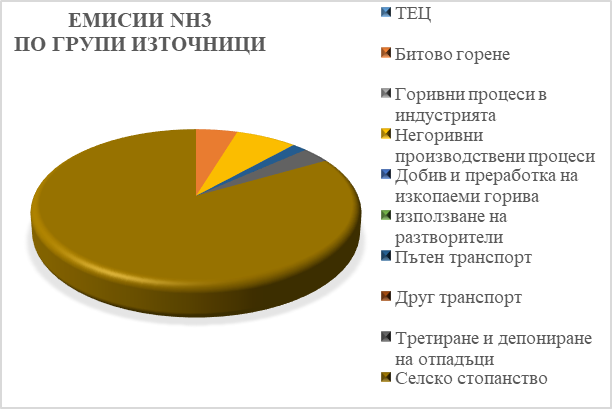 ЕМИСИИ NH3
ПО ГРУПИ ИЗТОЧНИЦИ
ТЕЦ
Битово горене
Горивни процеси в
индустрията
Негоривни
производствени процеси
Добив и преработка на
изкопаеми горива
използване на
разтворители
Пътен транспорт
Друг транспорт
Третиране и депониране
на отпадъци
Селско стопанство